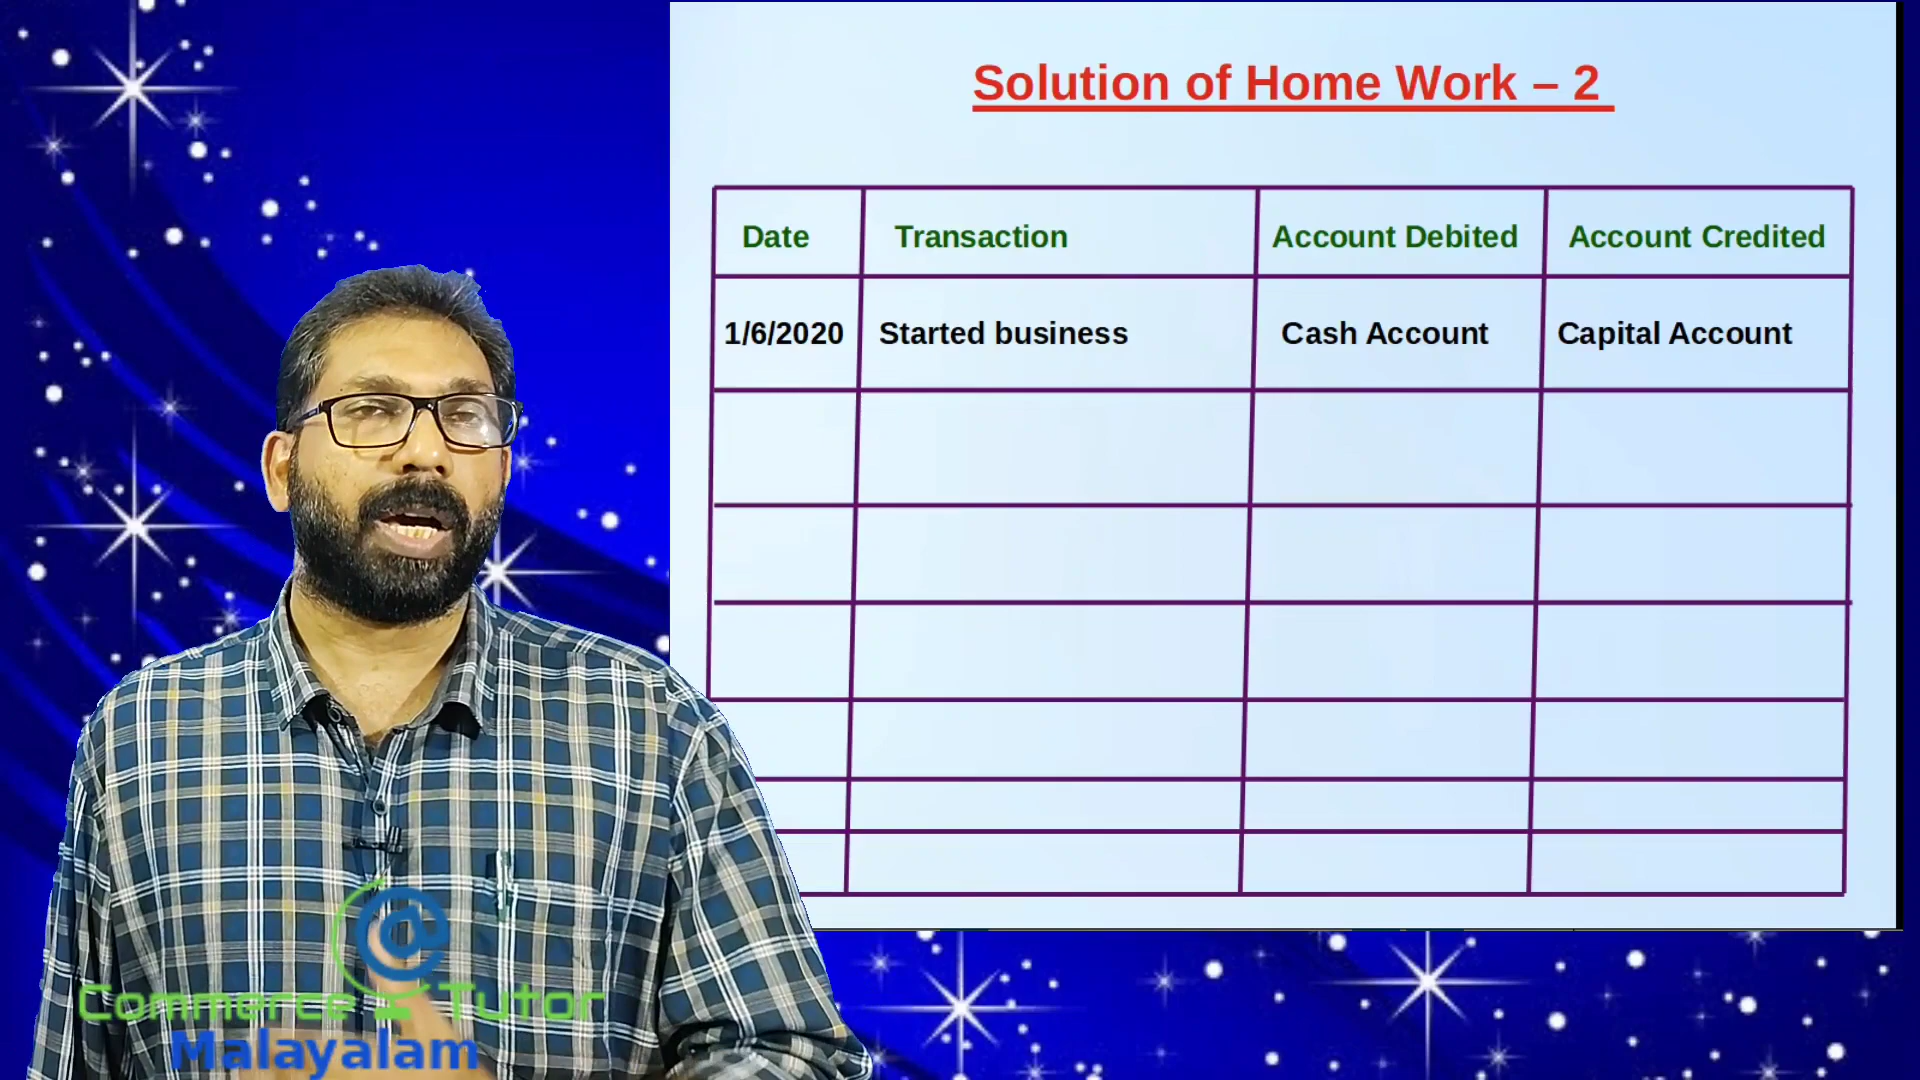 Solution of Home Work – 2
Date Transaction Account Debited Account Credited
1/6/2020 Started business Cash Account Capital Account
Commerce Tutor
Malayalam